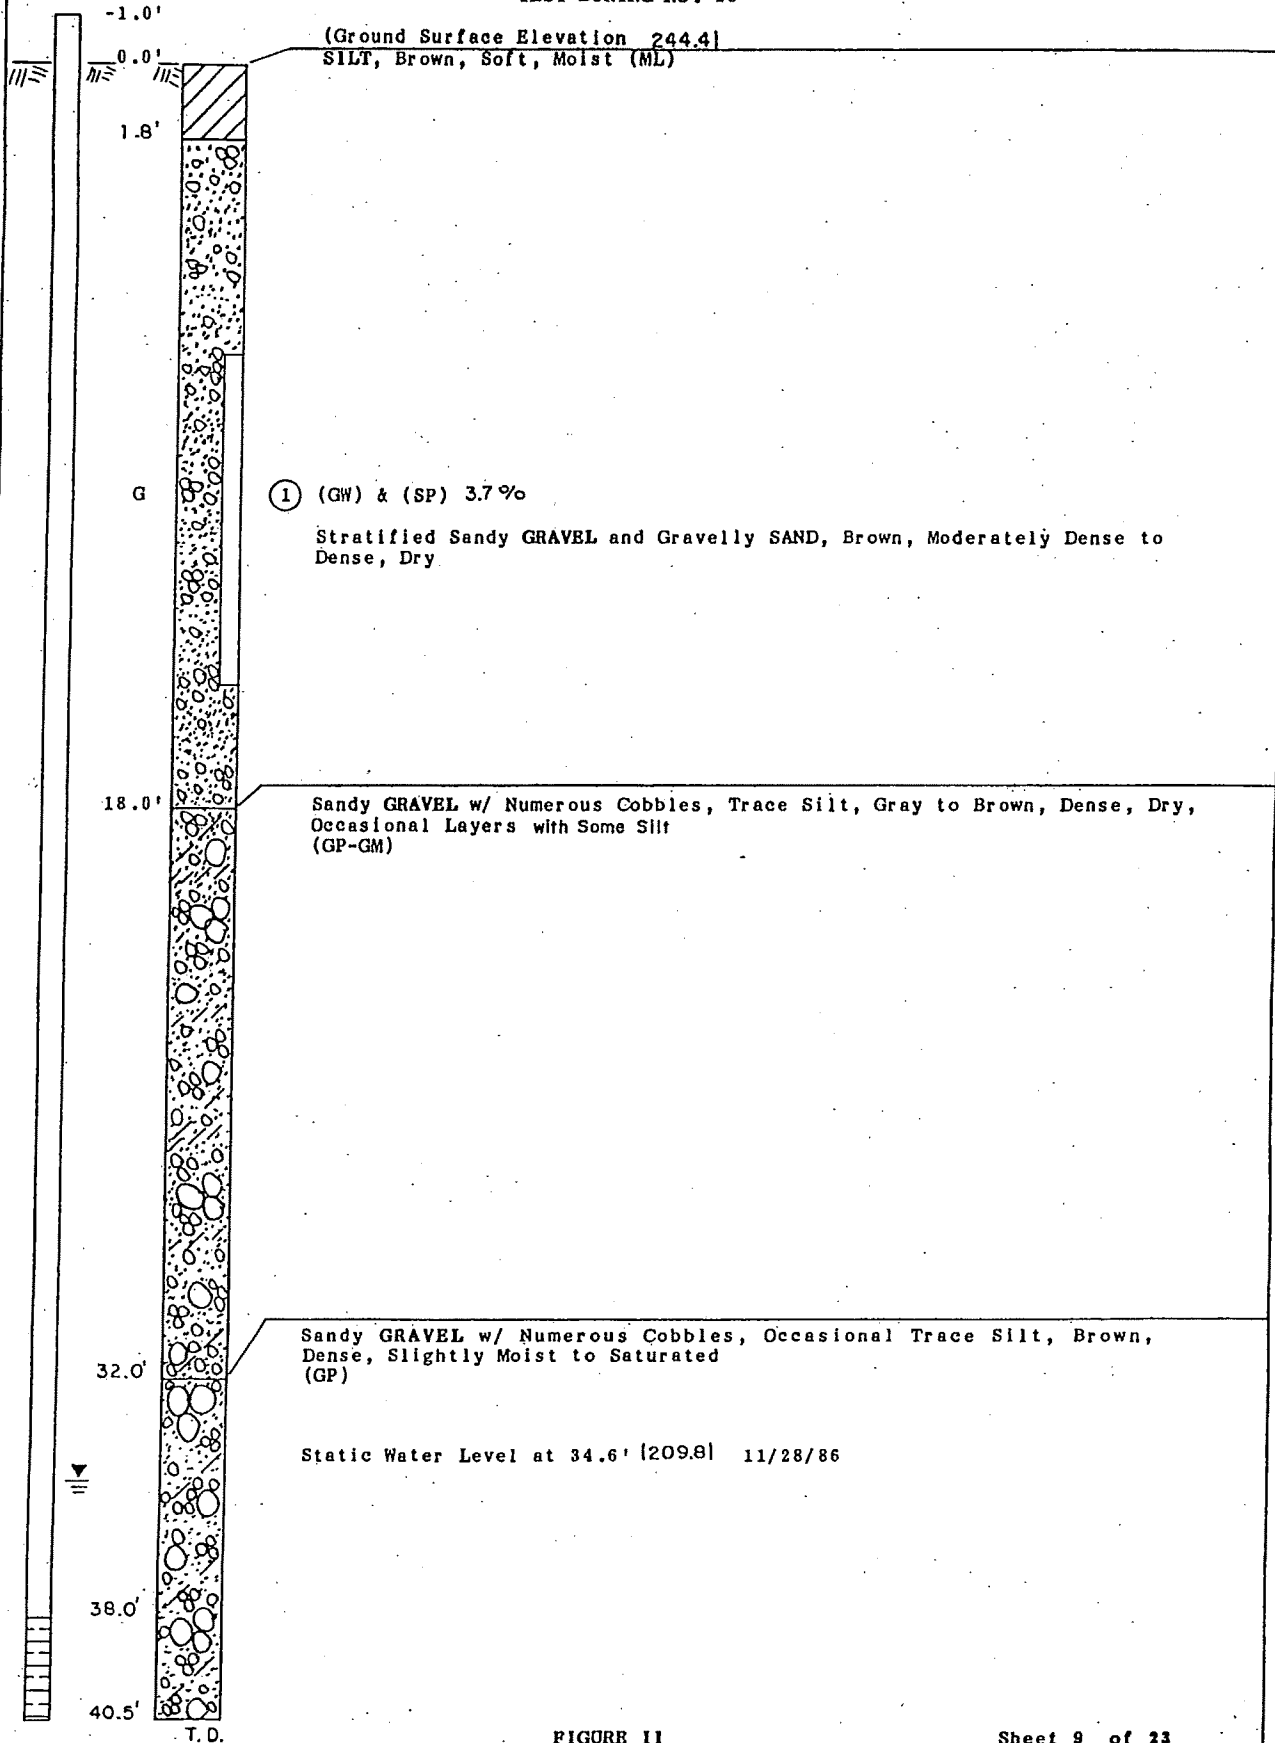 -1.0'
(Ground Surface Elevation 244.4)
0.0'
SILT, Brown, Soft, Moist (ML)
1.8'
G
1 (GW) & (SP) 3.7%
Stratified Sandy GRAVEL and Gravelly SAND, Brown, Moderately Dense to
Dense, Dry
18.0'
Sandy GRAVEL w/ Numerous Cobbles, Trace Silt, Gray to Brown, Dense, Dry,
Occasional Layers with Some Silt
(GP-GM)
Sandy GRAVEL w/ Numerous Cobbles, Occasional Trace Silt, Brown,
Dense, Slightly Moist to Saturated
32.0'
(GP)
Static Water Level at 34.6' (209.8) 11/28/86
38.0'
40.5'
T.D.
FIGURE 11
Sheet 9 of 23